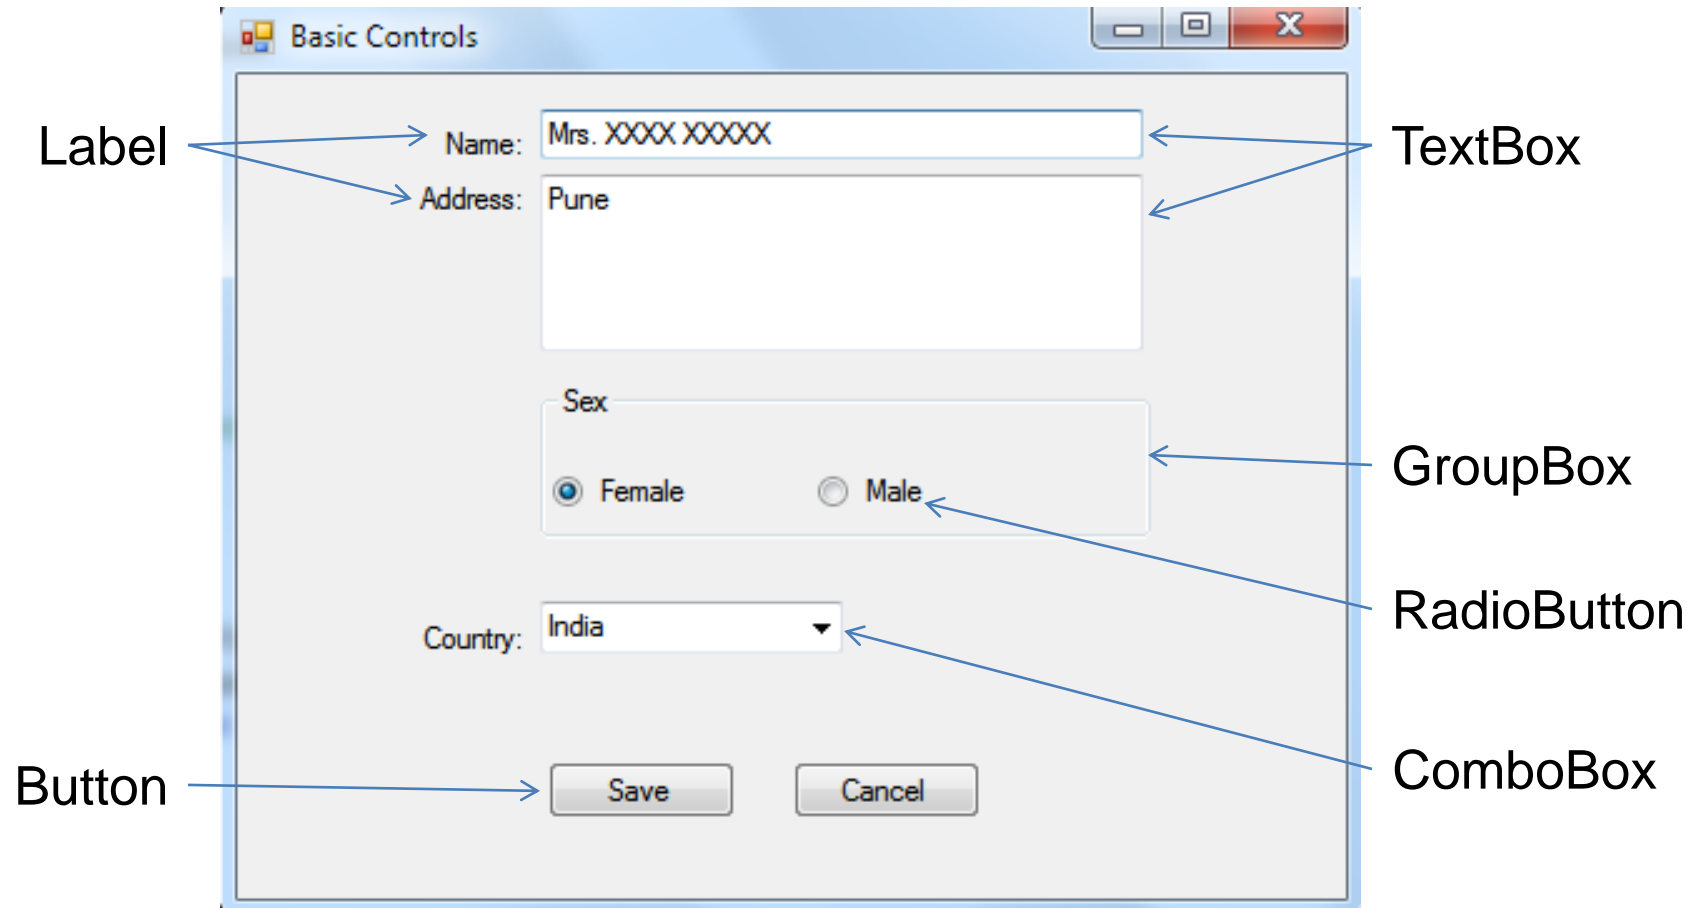 Basic Controls
Label
Name:
Mrs. XXXX XXXXX
TextBox
Address:
Pune
Sex
GroupBox
Female
Male
RadioButton
Country:
India
ComboBox
Button
Save
Cancel